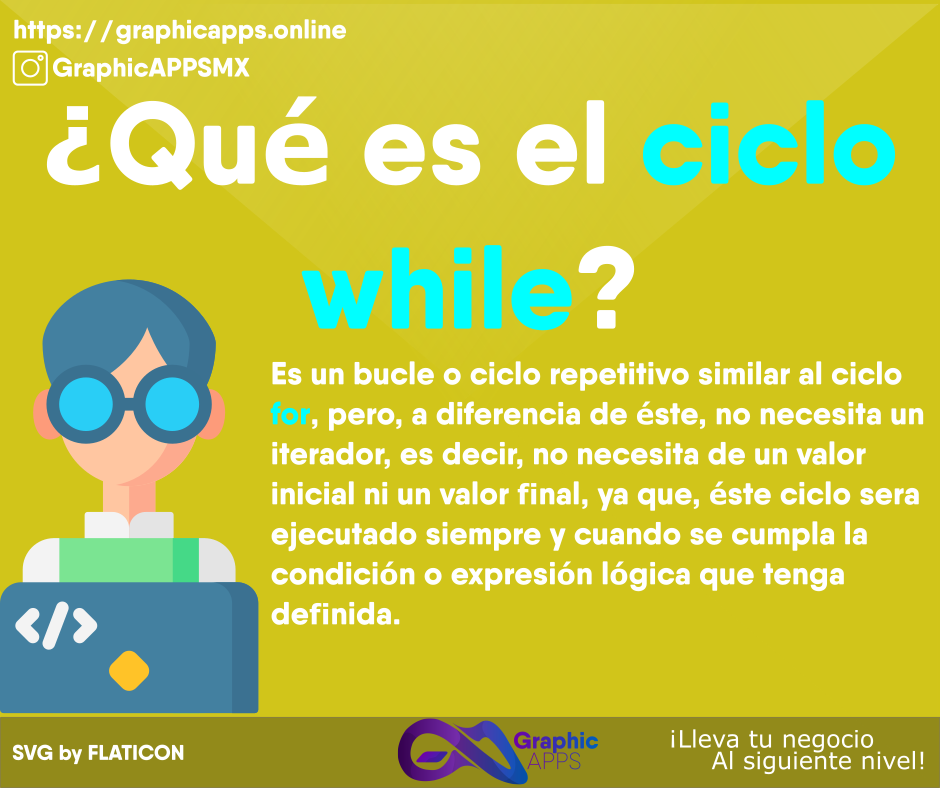 https://graphicapps.online
GraphicAPPSMX
¿Qué es el ciclo
while?
Es un bucle o ciclo repetitivo similar al ciclo
for, pero, a diferencia de éste, no necesita un
iterador, es decir, no necesita de un valor
inicial ni un valor final, ya que, éste ciclo sera
ejecutado siempre y cuando se cumpla la
condición o expresión lógica que tenga
definida.
</>
SVG by FLATICON
Graphic
APPS
¡Lleva tu negocio
Al siguiente nivel!